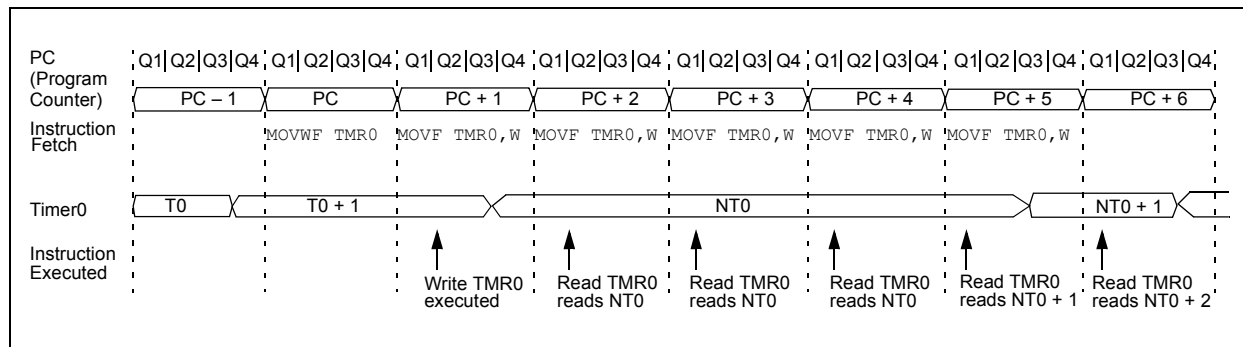 PC
(Program
Counter)
Q1 Q2 Q3 Q4 Q1 Q2 Q3 Q4 Q1 Q2 Q3 Q4 Q1 Q2 Q3 Q4 Q1 Q2 Q3 Q4 Q1 Q2 Q3 Q4 Q1 Q2 Q3 Q4 Q1 Q2 Q3 Q4
PC – 1 PC PC + 1 PC + 2 PC + 3 PC + 4 PC + 5 PC + 6
Instruction
Fetch
MOVWF TMR0 MOVF TMR0,W MOVF TMR0,W MOVF TMR0,W MOVF TMR0,W MOVF TMR0,W
Timer0
T0 T0 + 1 NT0 NT0 + 1
Instruction
Executed
Write TMR0
executed
Read TMR0
reads NT0
Read TMR0
reads NT0
Read TMR0
reads NT0
Read TMR0
reads NT0 + 1
Read TMR0
reads NT0 + 2